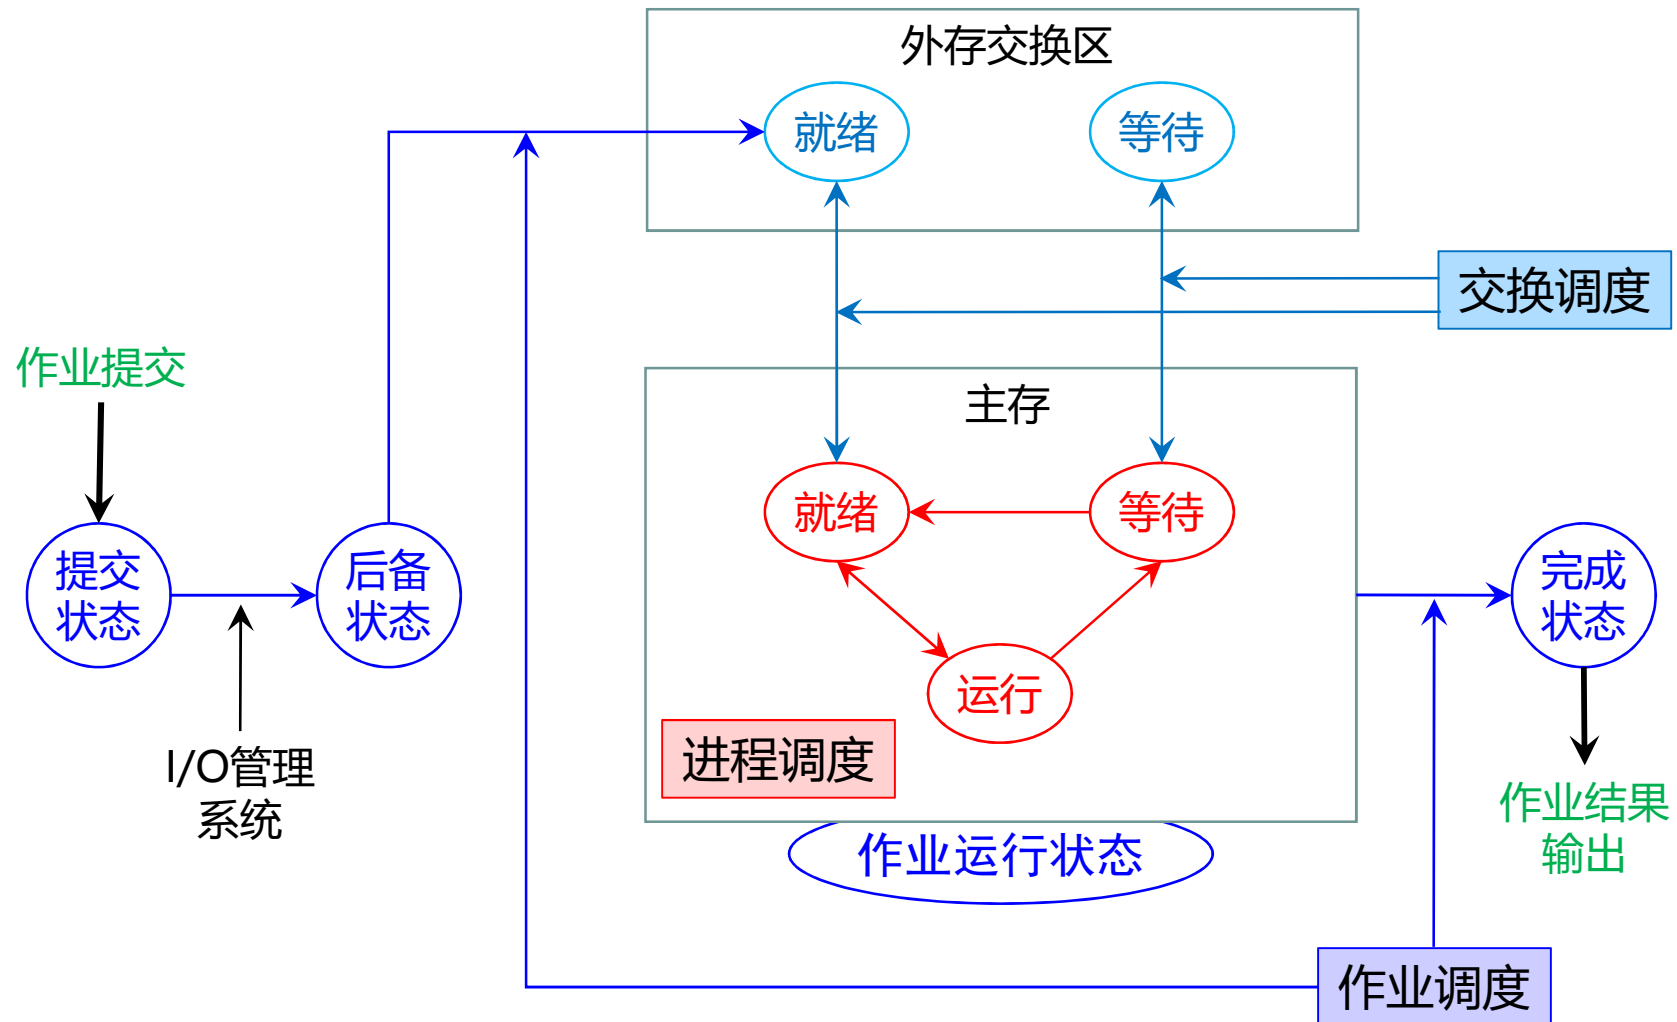 外存交换区
就绪
等待
交换调度
作业提交
主存
就绪
等待
提交
状态
后备
状态
完成
状态
运行
进程调度
I/O管理
系统
作业结果
输出
作业运行状态
作业调度